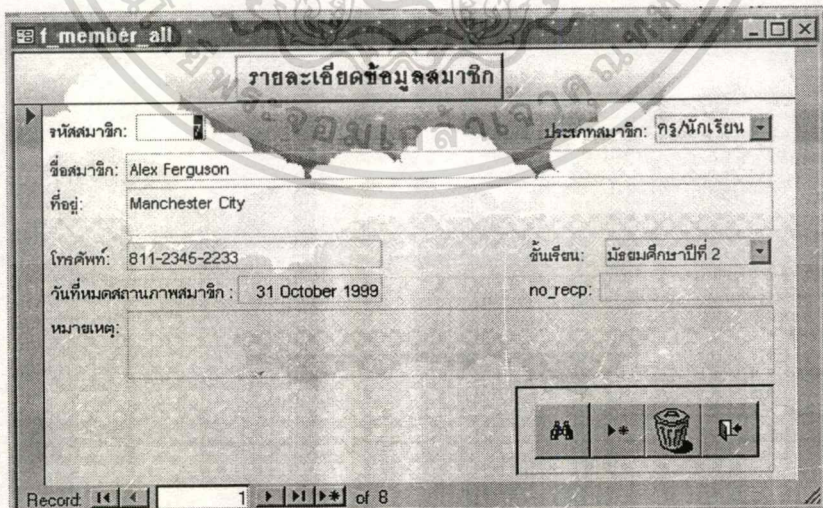 f_member_all
รายละเอียดข้อมูลสมาชิก
รหัสสมาชิก: 7 ประเภทสมาชิก: ครู/นักเรียน
ชื่อสมาชิก: Alex Ferguson
ที่อยู่: Manchester City
โทรศัพท์: 811-2345-2233 ชั้นเรียน: มัธยมศึกษาปีที่ 2
วันที่หมดสถานภาพสมาชิก : 31 October 1999 no_recp:
หมายเหตุ:
Record: 1 of 8